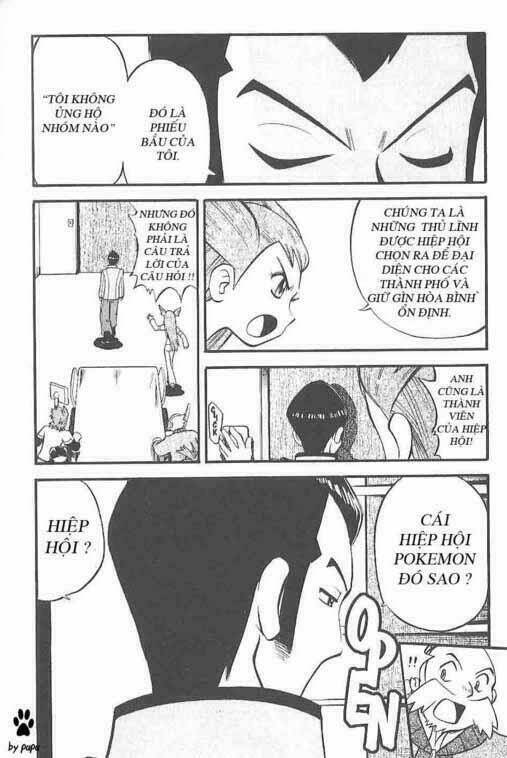 ĐÓ LÀ
PHIẾU
BẦU CỦA
TÔI.
“TÔI KHÔNG
ỦNG HỘ
NHÓM NÀO”
CHÚNG TA LÀ
NHỮNG THỦ LĨNH
ĐƯỢC HIỆP HỘI
CHỌN RA ĐỂ ĐẠI
DIỆN CHO CÁC
THÀNH PHỐ VÀ
GIỮ GÌN HÒA BÌNH
ỔN ĐỊNH.
NHƯNG ĐÓ
KHÔNG
PHẢI LÀ
CÂU TRẢ
LỜI CỦA
CÂU HỎI !!
ANH
CŨNG LÀ
THÀNH
VIÊN
CỦA HIỆP
HỘI!
CLICK
CÁI
HIỆP HỘI
POKEMON
ĐÓ SAO ?
HIỆP
HỘI ?
OPEN
!!
by papa